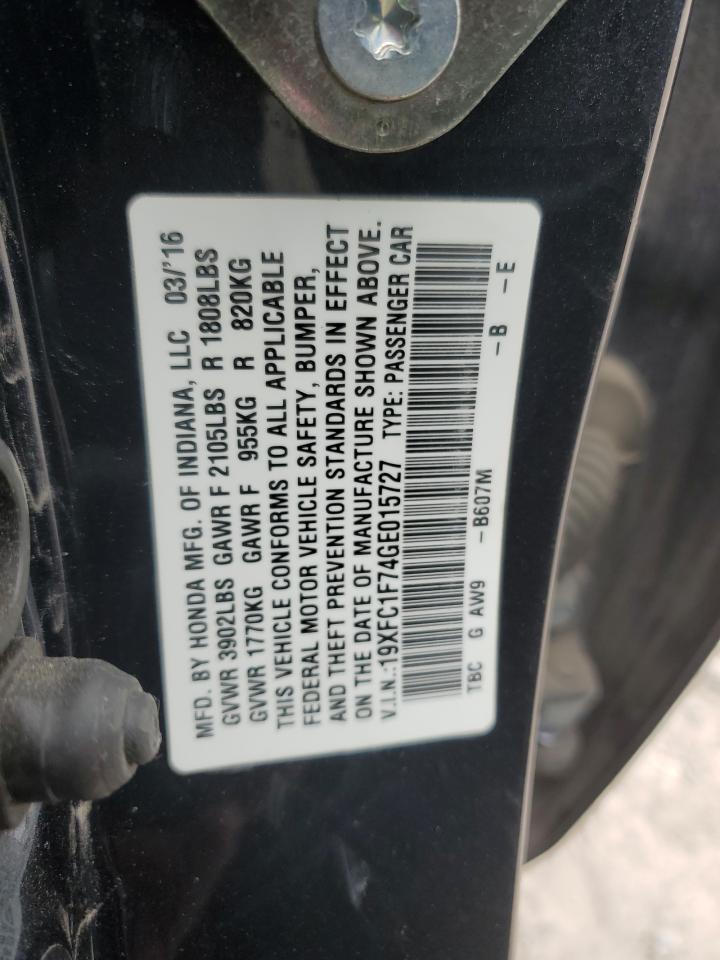 MFD. BY HONDA MFG. OF INDIANA, LLC 03/'16
GVWR 3902LBS GAWR F 2105LBS R 1808LBS
GVWR 1770KG GAWR F 955KG R 820KG
THIS VEHICLE CONFORMS TO ALL APPLICABLE
FEDERAL MOTOR VEHICLE SAFETY, BUMPER,
AND THEFT PREVENTION STANDARDS IN EFFECT
ON THE DATE OF MANUFACTURE SHOWN ABOVE.
V.I.N.:19XFC1F74GE015727 TYPE: PASSENGER CAR
TBC G AW9 -B607M -B -E